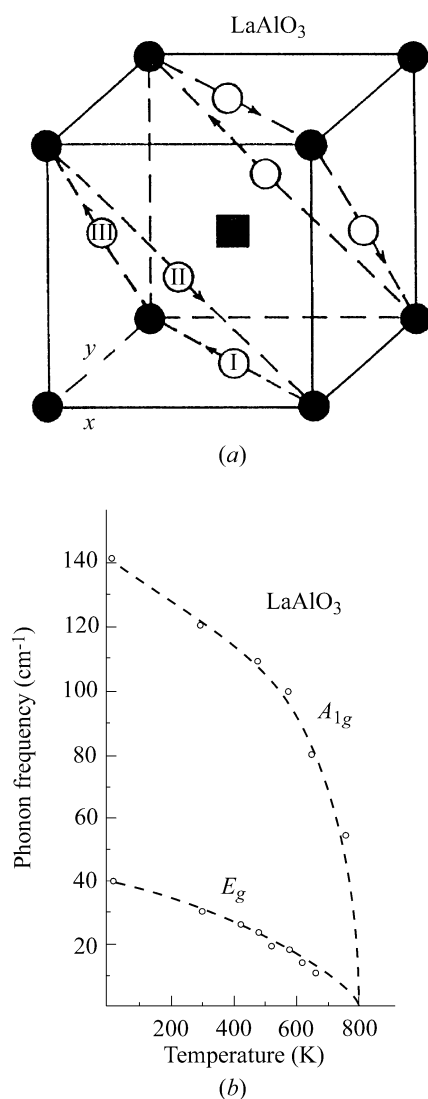 LaAlO₃
III
II
I
y
x
(a)
140
120
100
80
60
40
20
Phonon frequency (cm⁻¹)
LaAlO₃
A₁g
Eg
200 400 600 800
Temperature (K)
(b)